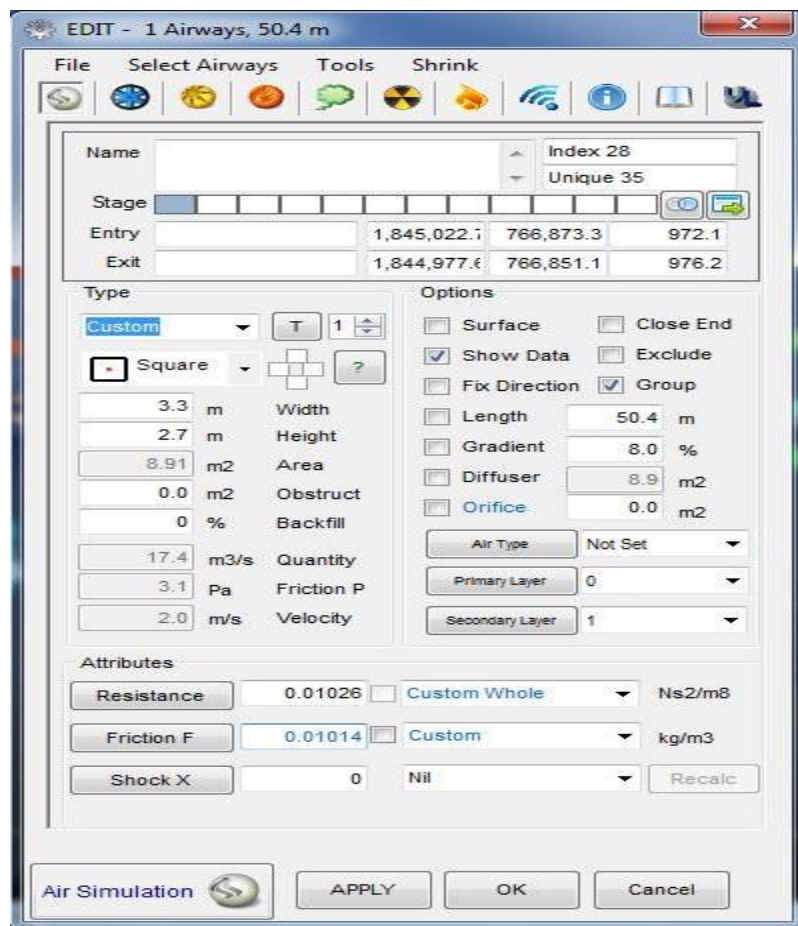 EDIT - 1 Airways, 50.4 m
File Select Airways Tools Shrink
Name
Index 28
Unique 35
Stage
Entry 1,845,022. 766,873.3 972.1
Exit 1,844,977. 766,851.1 976.2
Type
Custom T 1
Square ?
3.3 m Width
2.7 m Height
8.91 m2 Area
0.0 m2 Obstruct
0 % Backfill
17.4 m3/s Quantity
3.1 Pa Friction P
2.0 m/s Velocity
Options
Surface Close End
Show Data Exclude
Fix Direction Group
Length 50.4 m
Gradient 8.0 %
Diffuser 8.9 m2
Orifice 0.0 m2
Air Type Not Set
Primary Layer 0
Secondary Layer 1
Attributes
Resistance 0.01026 Custom Whole Ns2/m8
Friction F 0.01014 Custom kg/m3
Shock X 0 Nil Recalc
Air Simulation APPLY OK Cancel